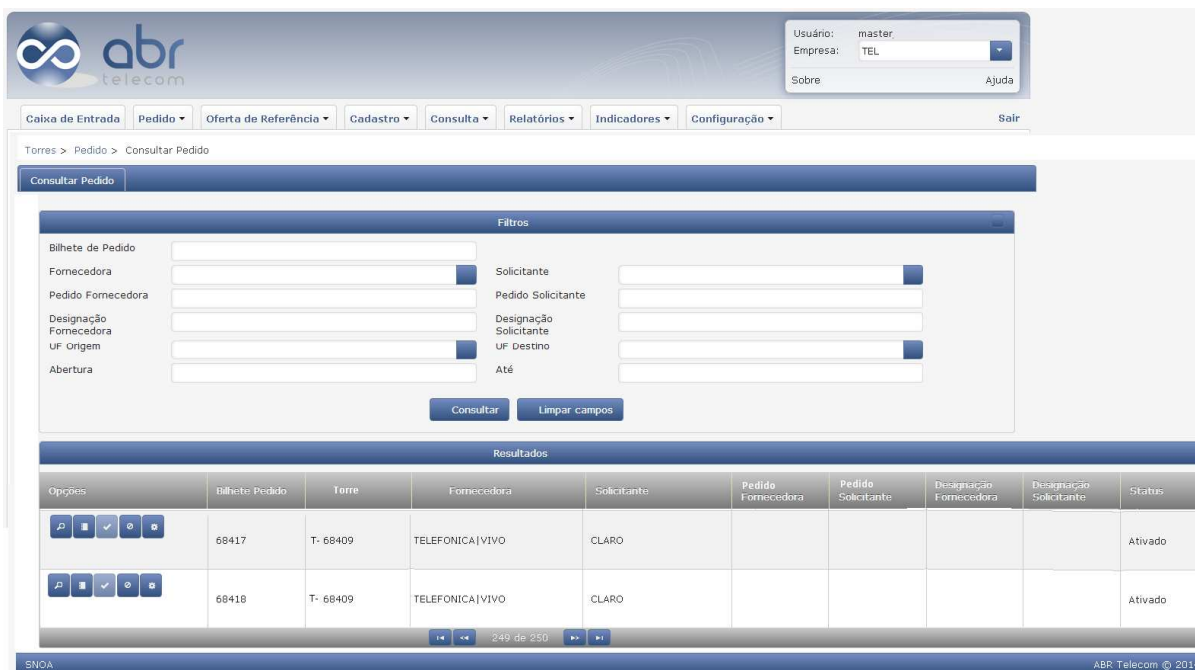 abr
telecom
Usuário: master
Empresa: TEL
Sobre Ajuda
Caixa de Entrada Pedido Oferta de Referência Cadastro Consulta Relatórios Indicadores Configuração Sair
Torres > Pedido > Consultar Pedido
Consultar Pedido
Filtros
Bilhete de Pedido
Fornecedora Solicitante
Pedido Fornecedora Pedido Solicitante
Designação Fornecedora Designação Solicitante
UF Origem UF Destino
Abertura Até
Consultar Limpar campos
Resultados
Opções Bilhete Pedido Torre Fornecedora Solicitante Pedido Fornecedora Pedido Solicitante Designação Fornecedora Designação Solicitante Status
68417 T- 68409 TELEFONICA|VIVO CLARO Ativado
68418 T- 68409 TELEFONICA|VIVO CLARO Ativado
249 de 250
SNOA ABR Telecom © 201